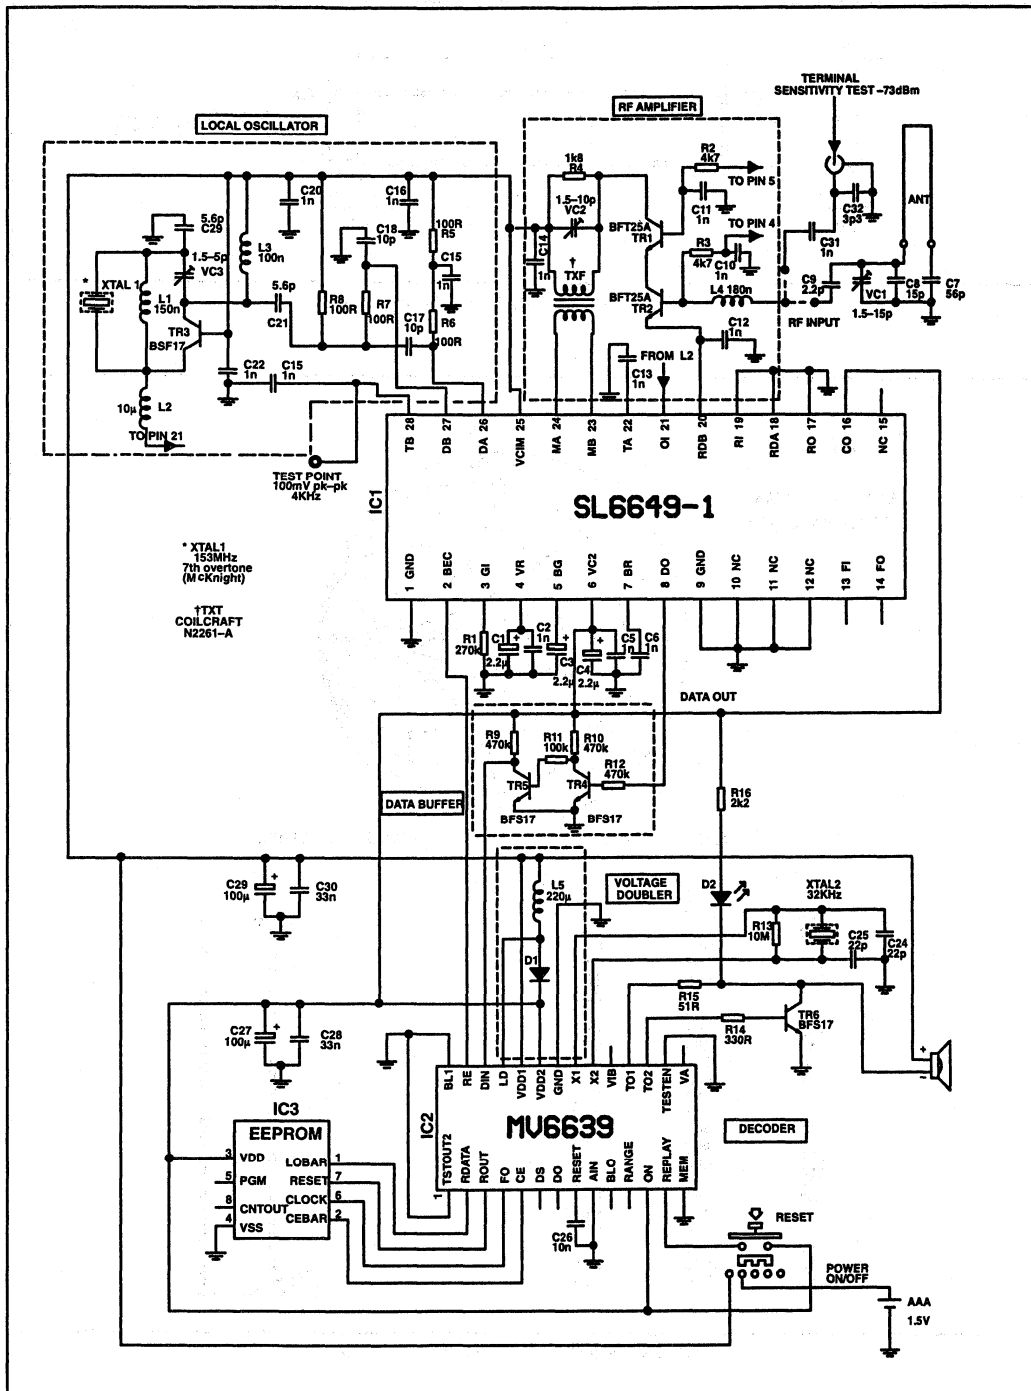 TERMINAL
SENSITIVITY TEST –73dBm
RF AMPLIFIER
LOCAL OSCILLATOR
1k8
R4
R2
4k7
TO PIN 5
C20
1n
C16
1n
5.6p
C29
C18
10p
100R
R5
1.5–10p
VC2
C11
1n
TO PIN 4
C32
3p3
ANT
BFT25A
TR1
C14
1n
L3
100n
1.5–5p
VC3
C15
1n
†
TXF
R3
4k7
C10
1n
C31
1n
*
XTAL 1
L1
150n
5.6p
C21
R8
100R
R7
100R
C17
10p
R6
100R
BFT25A
TR2
L4 180n
C9
2.2p
VC1
1.5–15p
C8
15p
C7
56p
RF INPUT
TR3
BSF17
C12
1n
C22
1n
C15
1n
C13
1n
FROM L2
10µ
L2
TO PIN 21
TEST POINT
100mV pk–pk
4KHz
TB 28
DB 27
DA 26
VCIM 25
MA 24
MB 23
TA 22
OI 21
RDB 20
RI 19
RDA 18
RO 17
CO 16
NC 15
IC1
SL6649-1
1 GND
2 BEC
3 GI
4 VR
5 BG
6 VC2
7 BR
8 DO
9 GND
10 NC
11 NC
12 NC
13 FI
14 FO
* XTAL1
153MHz
7th overtone
(McKnight)
†TXT
COILCRAFT
N2261–A
R1
270k
C1
+
2.2µ
C2
1n
+
C3
2.2µ
+
C4
2.2µ
C5
1n
C6
1n
DATA OUT
R9
470k
R11
100k
R10
470k
R12
470k
TR5
TR4
BFS17
BFS17
DATA BUFFER
R16
2k2
C29
100µ
+
C30
33n
L5
220µ
VOLTAGE
DOUBLER
D2
XTAL2
32KHz
R13
10M
C25
22p
C24
22p
D1
R15
51R
TR6
BFS17
R14
330R
C27
100µ
+
C28
33n
+
–
BL1
RE
DIN
LD
VDD1
VDD2
GND
X1
X2
VIB
TO1
TO2
TESTEN
VA
IC2
MV6639
DECODER
1
TSTOUT2
RDATA
ROUT
FO
CE
DS
DO
RESET
AIN
BLO
RANGE
ON
REPLAY
MEM
IC3
EEPROM
3 VDD
LOBAR 1
5 PGM
RESET 7
8 CNTOUT
CLOCK 6
4 VSS
CEBAR 2
C26
10n
RESET
POWER
ON/OFF
AAA
1.5V